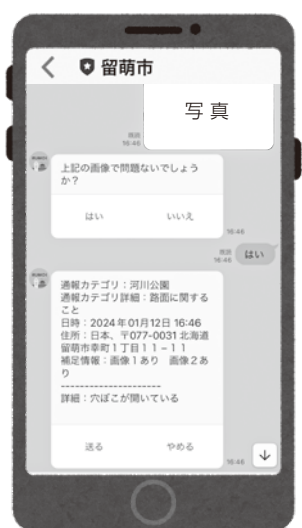 留萌市
写真
既読
16:46
上記の画像で問題ないでしょう
か?
はい いいえ
16:46
既読
16:46
はい
通報カテゴリ：河川公園
通報カテゴリ詳細：路面に関する
こと
日時：2024年01月12日 16:46
住所：日本、〒077-0031 北海道
留萌市幸町１丁目１１−１１
補足情報：画像１あり　画像２あ
り
---------------------
詳細：穴ぼこが開いている
送る やめる
16:46